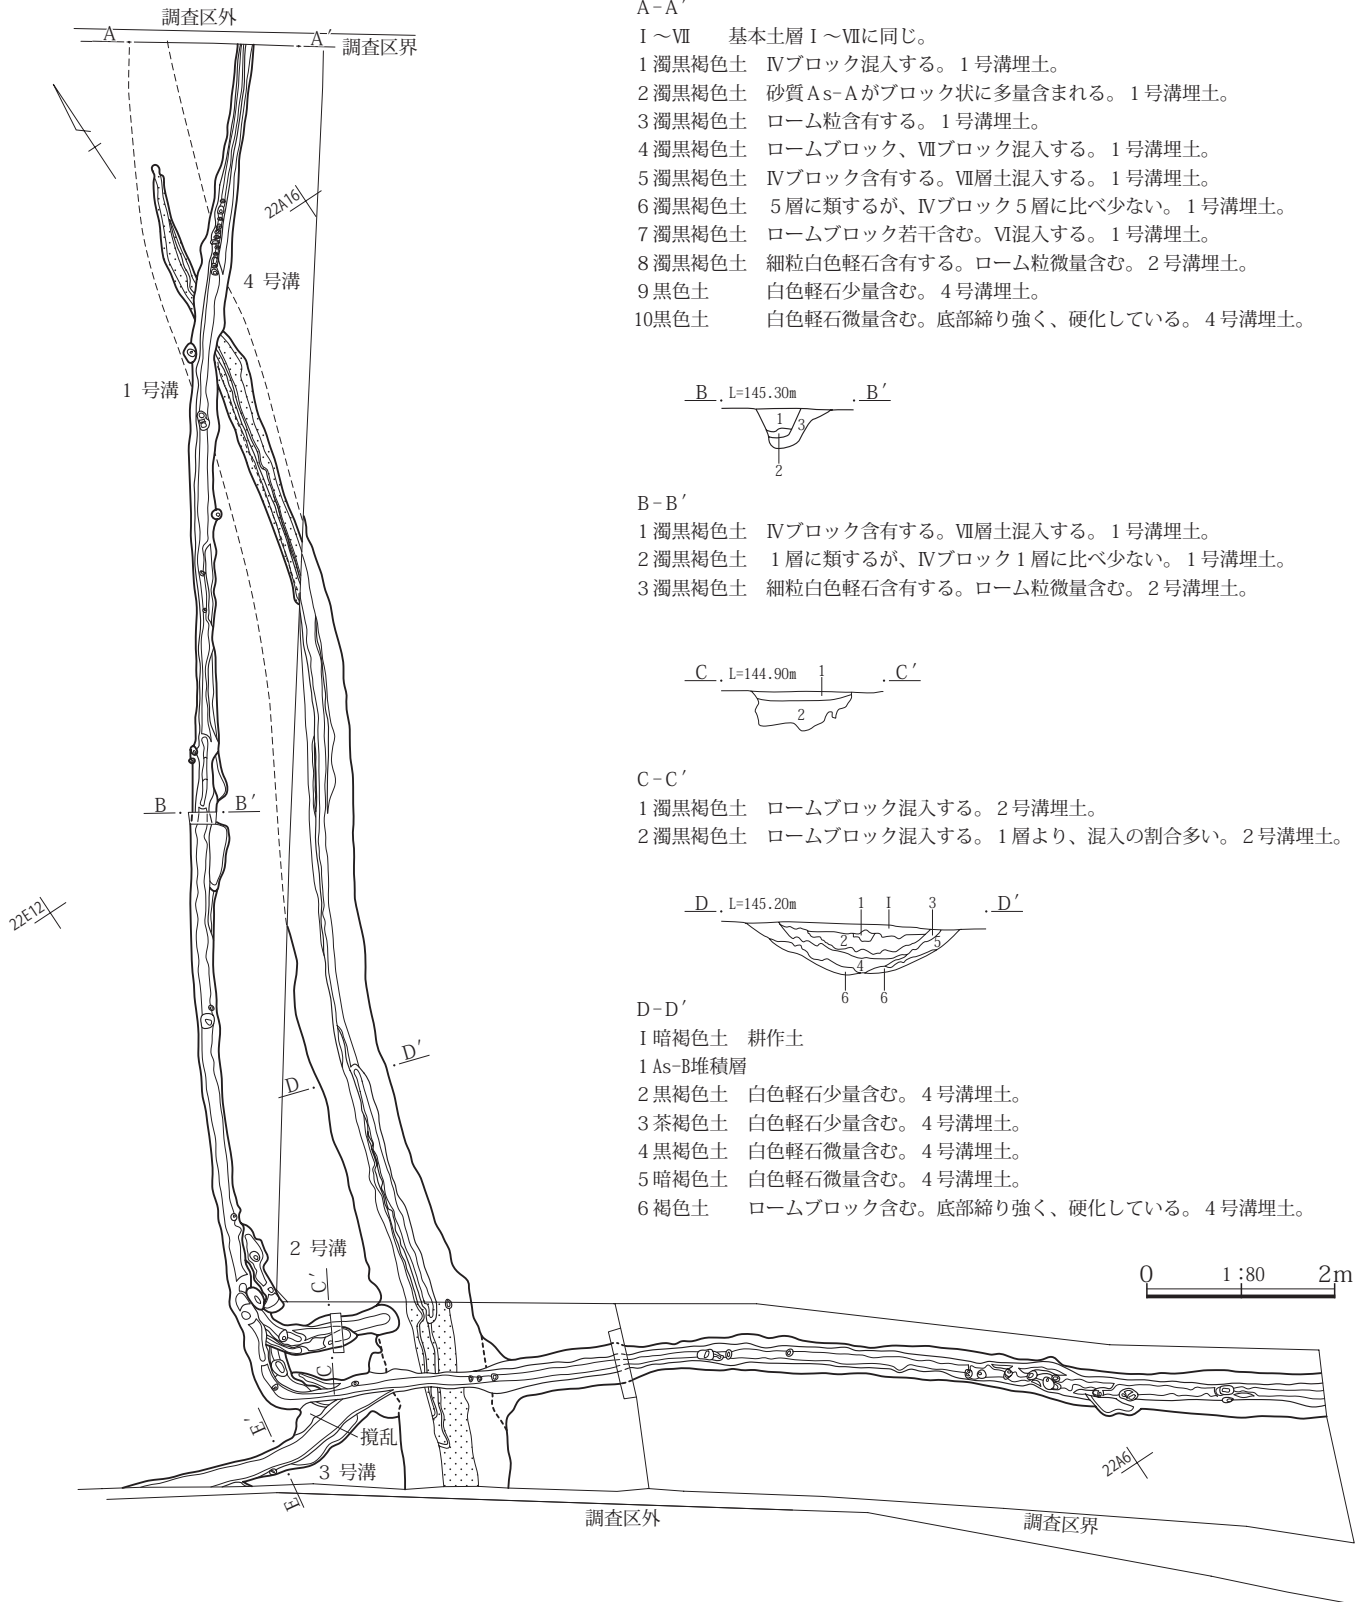 調査区外
A
A′
調査区界
22A16
4 号溝
1 号溝
B
B′
22E12
D
D′
2 号溝
C′
C
E′
撹乱
3 号溝
E
22A6
調査区外
調査区界
A-A′
Ⅰ～Ⅶ　基本土層Ⅰ～Ⅶに同じ。
1 濁黒褐色土　Ⅳブロック混入する。1号溝埋土。
2 濁黒褐色土　砂質As-Aがブロック状に多量含まれる。1号溝埋土。
3 濁黒褐色土　ローム粒含有する。1号溝埋土。
4 濁黒褐色土　ロームブロック、Ⅶブロック混入する。1号溝埋土。
5 濁黒褐色土　Ⅳブロック含有する。Ⅶ層土混入する。1号溝埋土。
6 濁黒褐色土　5層に類するが、Ⅳブロック5層に比べ少ない。1号溝埋土。
7 濁黒褐色土　ロームブロック若干含む。Ⅵ混入する。1号溝埋土。
8 濁黒褐色土　細粒白色軽石含有する。ローム粒微量含む。2号溝埋土。
9 黒色土　白色軽石少量含む。4号溝埋土。
10黒色土　白色軽石微量含む。底部締り強く、硬化している。4号溝埋土。
B L=145.30m B′
1
3
2
B-B′
1 濁黒褐色土　Ⅳブロック含有する。Ⅶ層土混入する。1号溝埋土。
2 濁黒褐色土　1層に類するが、Ⅳブロック1層に比べ少ない。1号溝埋土。
3 濁黒褐色土　細粒白色軽石含有する。ローム粒微量含む。2号溝埋土。
C L=144.90m 1 C′
2
C-C′
1 濁黒褐色土　ロームブロック混入する。2号溝埋土。
2 濁黒褐色土　ロームブロック混入する。1層より、混入の割合多い。2号溝埋土。
D L=145.20m 1 Ⅰ 3 D′
2 5
4
6 6
D-D′
Ⅰ 暗褐色土　耕作土
1 As-B堆積層
2 黒褐色土　白色軽石少量含む。4号溝埋土。
3 茶褐色土　白色軽石少量含む。4号溝埋土。
4 黒褐色土　白色軽石微量含む。4号溝埋土。
5 暗褐色土　白色軽石微量含む。4号溝埋土。
6 褐色土　ロームブロック含む。底部締り強く、硬化している。4号溝埋土。
0 1:80 2m